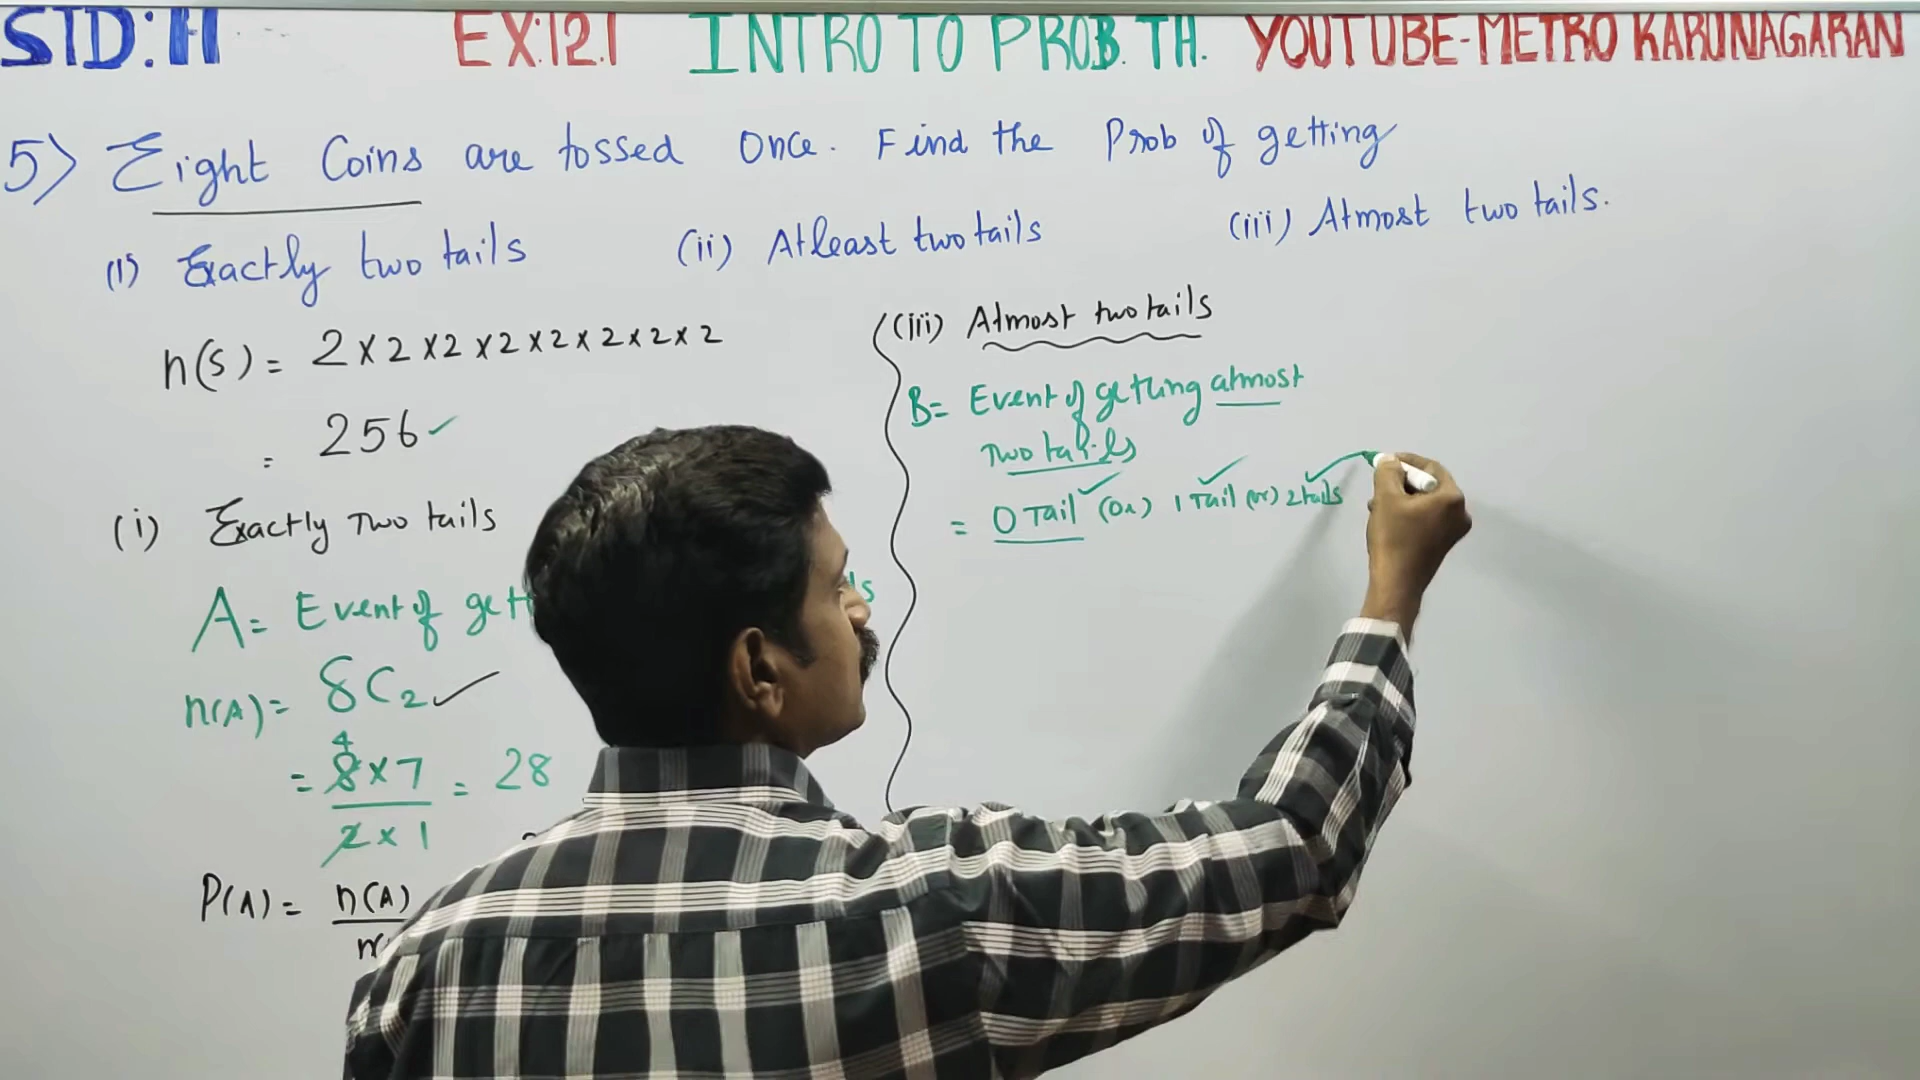 STD: 11 EX:12.1 INTRO TO PROB. TH. YOUTUBE-METRO KARUNAGARAN
5) Eight Coins are tossed Once. Find the Prob of getting
(i) Exactly two tails (ii) Atleast two tails (iii) Atmost two tails.
n(S) = 2×2×2×2×2×2×2×2
= 256
(i) Exactly Two tails
A = Event of gett
n(A) = 8C2
4
= 8×7 = 28
2×1
P(A) = n(A)
n(
(iii) Atmost two tails
B = Event of getting atmost
Two tails
= 0 Tail (or) 1 Tail (or) 2 tails